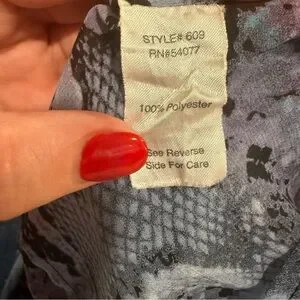 STYLE# 609
RN#54077
100% Polyester
See Reverse
Side For Care